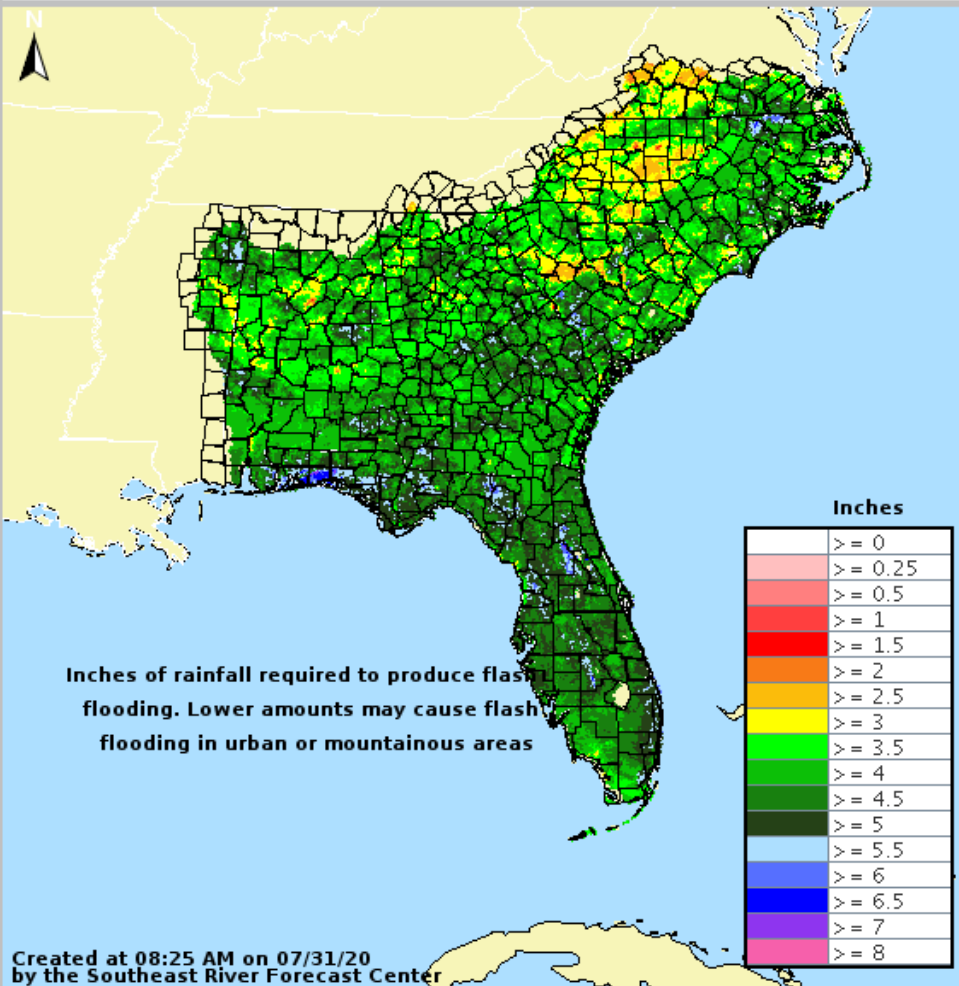 N
Inches
>= 0
>= 0.25
>= 0.5
>= 1
>= 1.5
>= 2
>= 2.5
>= 3
>= 3.5
>= 4
>= 4.5
>= 5
>= 5.5
>= 6
>= 6.5
>= 7
>= 8
Inches of rainfall required to produce flash
flooding. Lower amounts may cause flash
flooding in urban or mountainous areas
Created at 08:25 AM on 07/31/20
by the Southeast River Forecast Center